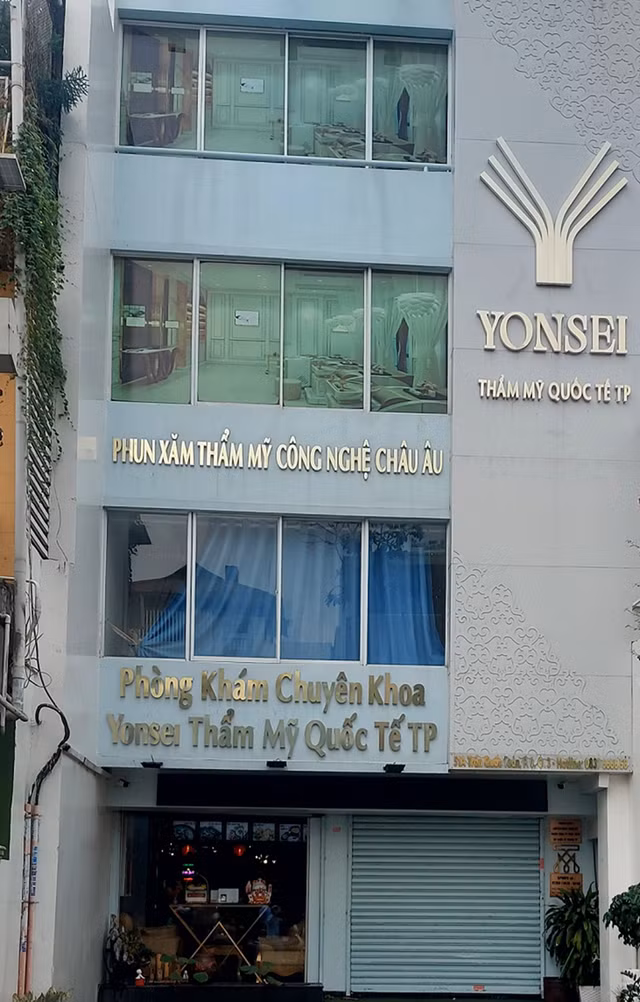 YONSEI
THẨM MỸ QUỐC TẾ TP
PHUN XĂM THẨM MỸ CÔNG NGHỆ CHÂU ÂU
Phòng Khám Chuyên Khoa
Yonsei Thẩm Mỹ Quốc Tế TP